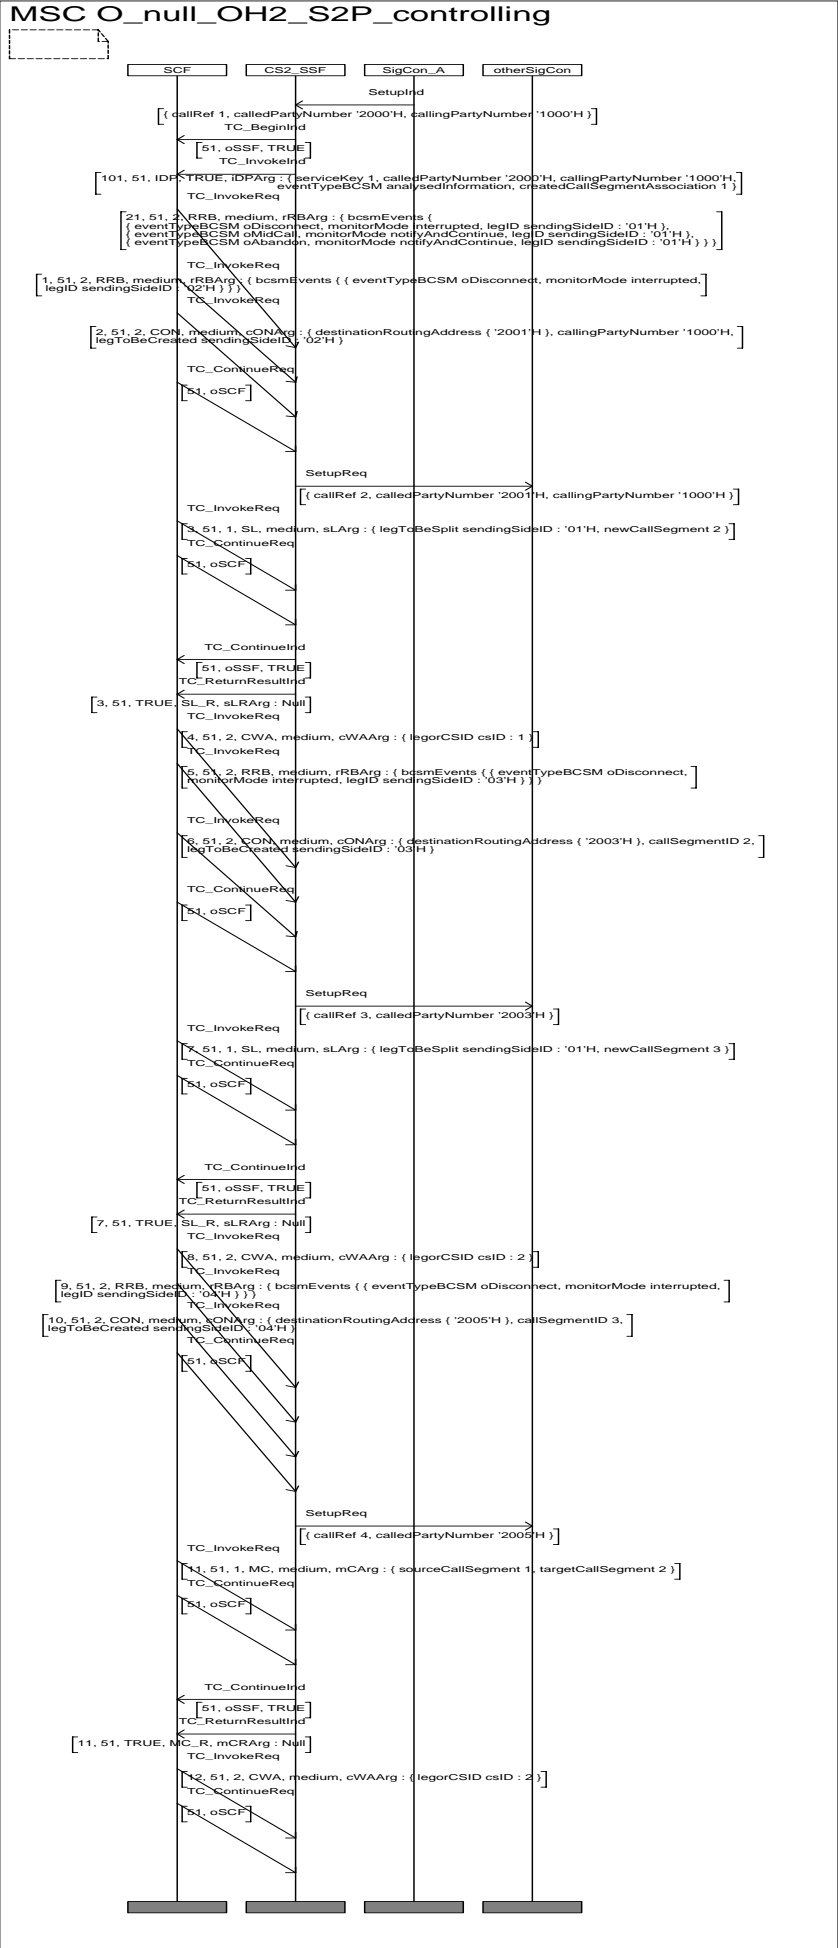 MSC O_null_OH2_S2P_controlling
SCF CS2_SSF SigCon_A otherSigCon
SetupInd
[{ callRef 1, calledPartyNumber '2000'H, callingPartyNumber '1000'H }]
TC_BeginInd
[51, oSSF, TRUE]
TC_InvokeInd
[101, 51, IDP, TRUE, iDPArg : { serviceKey 1, calledPartyNumber '2000'H, callingPartyNumber '1000'H,
eventTypeBCSM analysedInformation, createdCallSegmentAssociation 1 }]
TC_InvokeReq
[21, 51, 2, RRB, medium, rRBArg : { bcsmEvents {
{ eventTypeBCSM oDisconnect, monitorMode interrupted, legID sendingSideID : '01'H },
{ eventTypeBCSM oMidCall, monitorMode notifyAndContinue, legID sendingSideID : '01'H },
{ eventTypeBCSM oAbandon, monitorMode notifyAndContinue, legID sendingSideID : '01'H } } }]
TC_InvokeReq
[1, 51, 2, RRB, medium, rRBArg : { bcsmEvents { { eventTypeBCSM oDisconnect, monitorMode interrupted,
legID sendingSideID : '02'H } } }]
TC_InvokeReq
[2, 51, 2, CON, medium, cONArg : { destinationRoutingAddress { '2001'H }, callingPartyNumber '1000'H,
legToBeCreated sendingSideID : '02'H }]
TC_ContinueReq
[51, oSCF]
SetupReq
[{ callRef 2, calledPartyNumber '2001'H, callingPartyNumber '1000'H }]
TC_InvokeReq
[3, 51, 1, SL, medium, sLArg : { legToBeSplit sendingSideID : '01'H, newCallSegment 2 }]
TC_ContinueReq
[51, oSCF]
TC_ContinueInd
[51, oSSF, TRUE]
TC_ReturnResultInd
[3, 51, TRUE, SL_R, sLRArg : Null]
TC_InvokeReq
[4, 51, 2, CWA, medium, cWAArg : { legorCSID csID : 1 }]
TC_InvokeReq
[5, 51, 2, RRB, medium, rRBArg : { bcsmEvents { { eventTypeBCSM oDisconnect,
monitorMode interrupted, legID sendingSideID : '03'H } } }]
TC_InvokeReq
[6, 51, 2, CON, medium, cONArg : { destinationRoutingAddress { '2003'H }, callSegmentID 2,
legToBeCreated sendingSideID : '03'H }]
TC_ContinueReq
[51, oSCF]
SetupReq
[{ callRef 3, calledPartyNumber '2003'H }]
TC_InvokeReq
[7, 51, 1, SL, medium, sLArg : { legToBeSplit sendingSideID : '01'H, newCallSegment 3 }]
TC_ContinueReq
[51, oSCF]
TC_ContinueInd
[51, oSSF, TRUE]
TC_ReturnResultInd
[7, 51, TRUE, SL_R, sLRArg : Null]
TC_InvokeReq
[8, 51, 2, CWA, medium, cWAArg : { legorCSID csID : 2 }]
TC_InvokeReq
[9, 51, 2, RRB, medium, rRBArg : { bcsmEvents { { eventTypeBCSM oDisconnect, monitorMode interrupted,
legID sendingSideID : '04'H } } }]
TC_InvokeReq
[10, 51, 2, CON, medium, cONArg : { destinationRoutingAddress { '2005'H }, callSegmentID 3,
legToBeCreated sendingSideID : '04'H }]
TC_ContinueReq
[51, oSCF]
SetupReq
[{ callRef 4, calledPartyNumber '2005'H }]
TC_InvokeReq
[11, 51, 1, MC, medium, mCArg : { sourceCallSegment 1, targetCallSegment 2 }]
TC_ContinueReq
[51, oSCF]
TC_ContinueInd
[51, oSSF, TRUE]
TC_ReturnResultInd
[11, 51, TRUE, MC_R, mCRArg : Null]
TC_InvokeReq
[12, 51, 2, CWA, medium, cWAArg : { legorCSID csID : 2 }]
TC_ContinueReq
[51, oSCF]